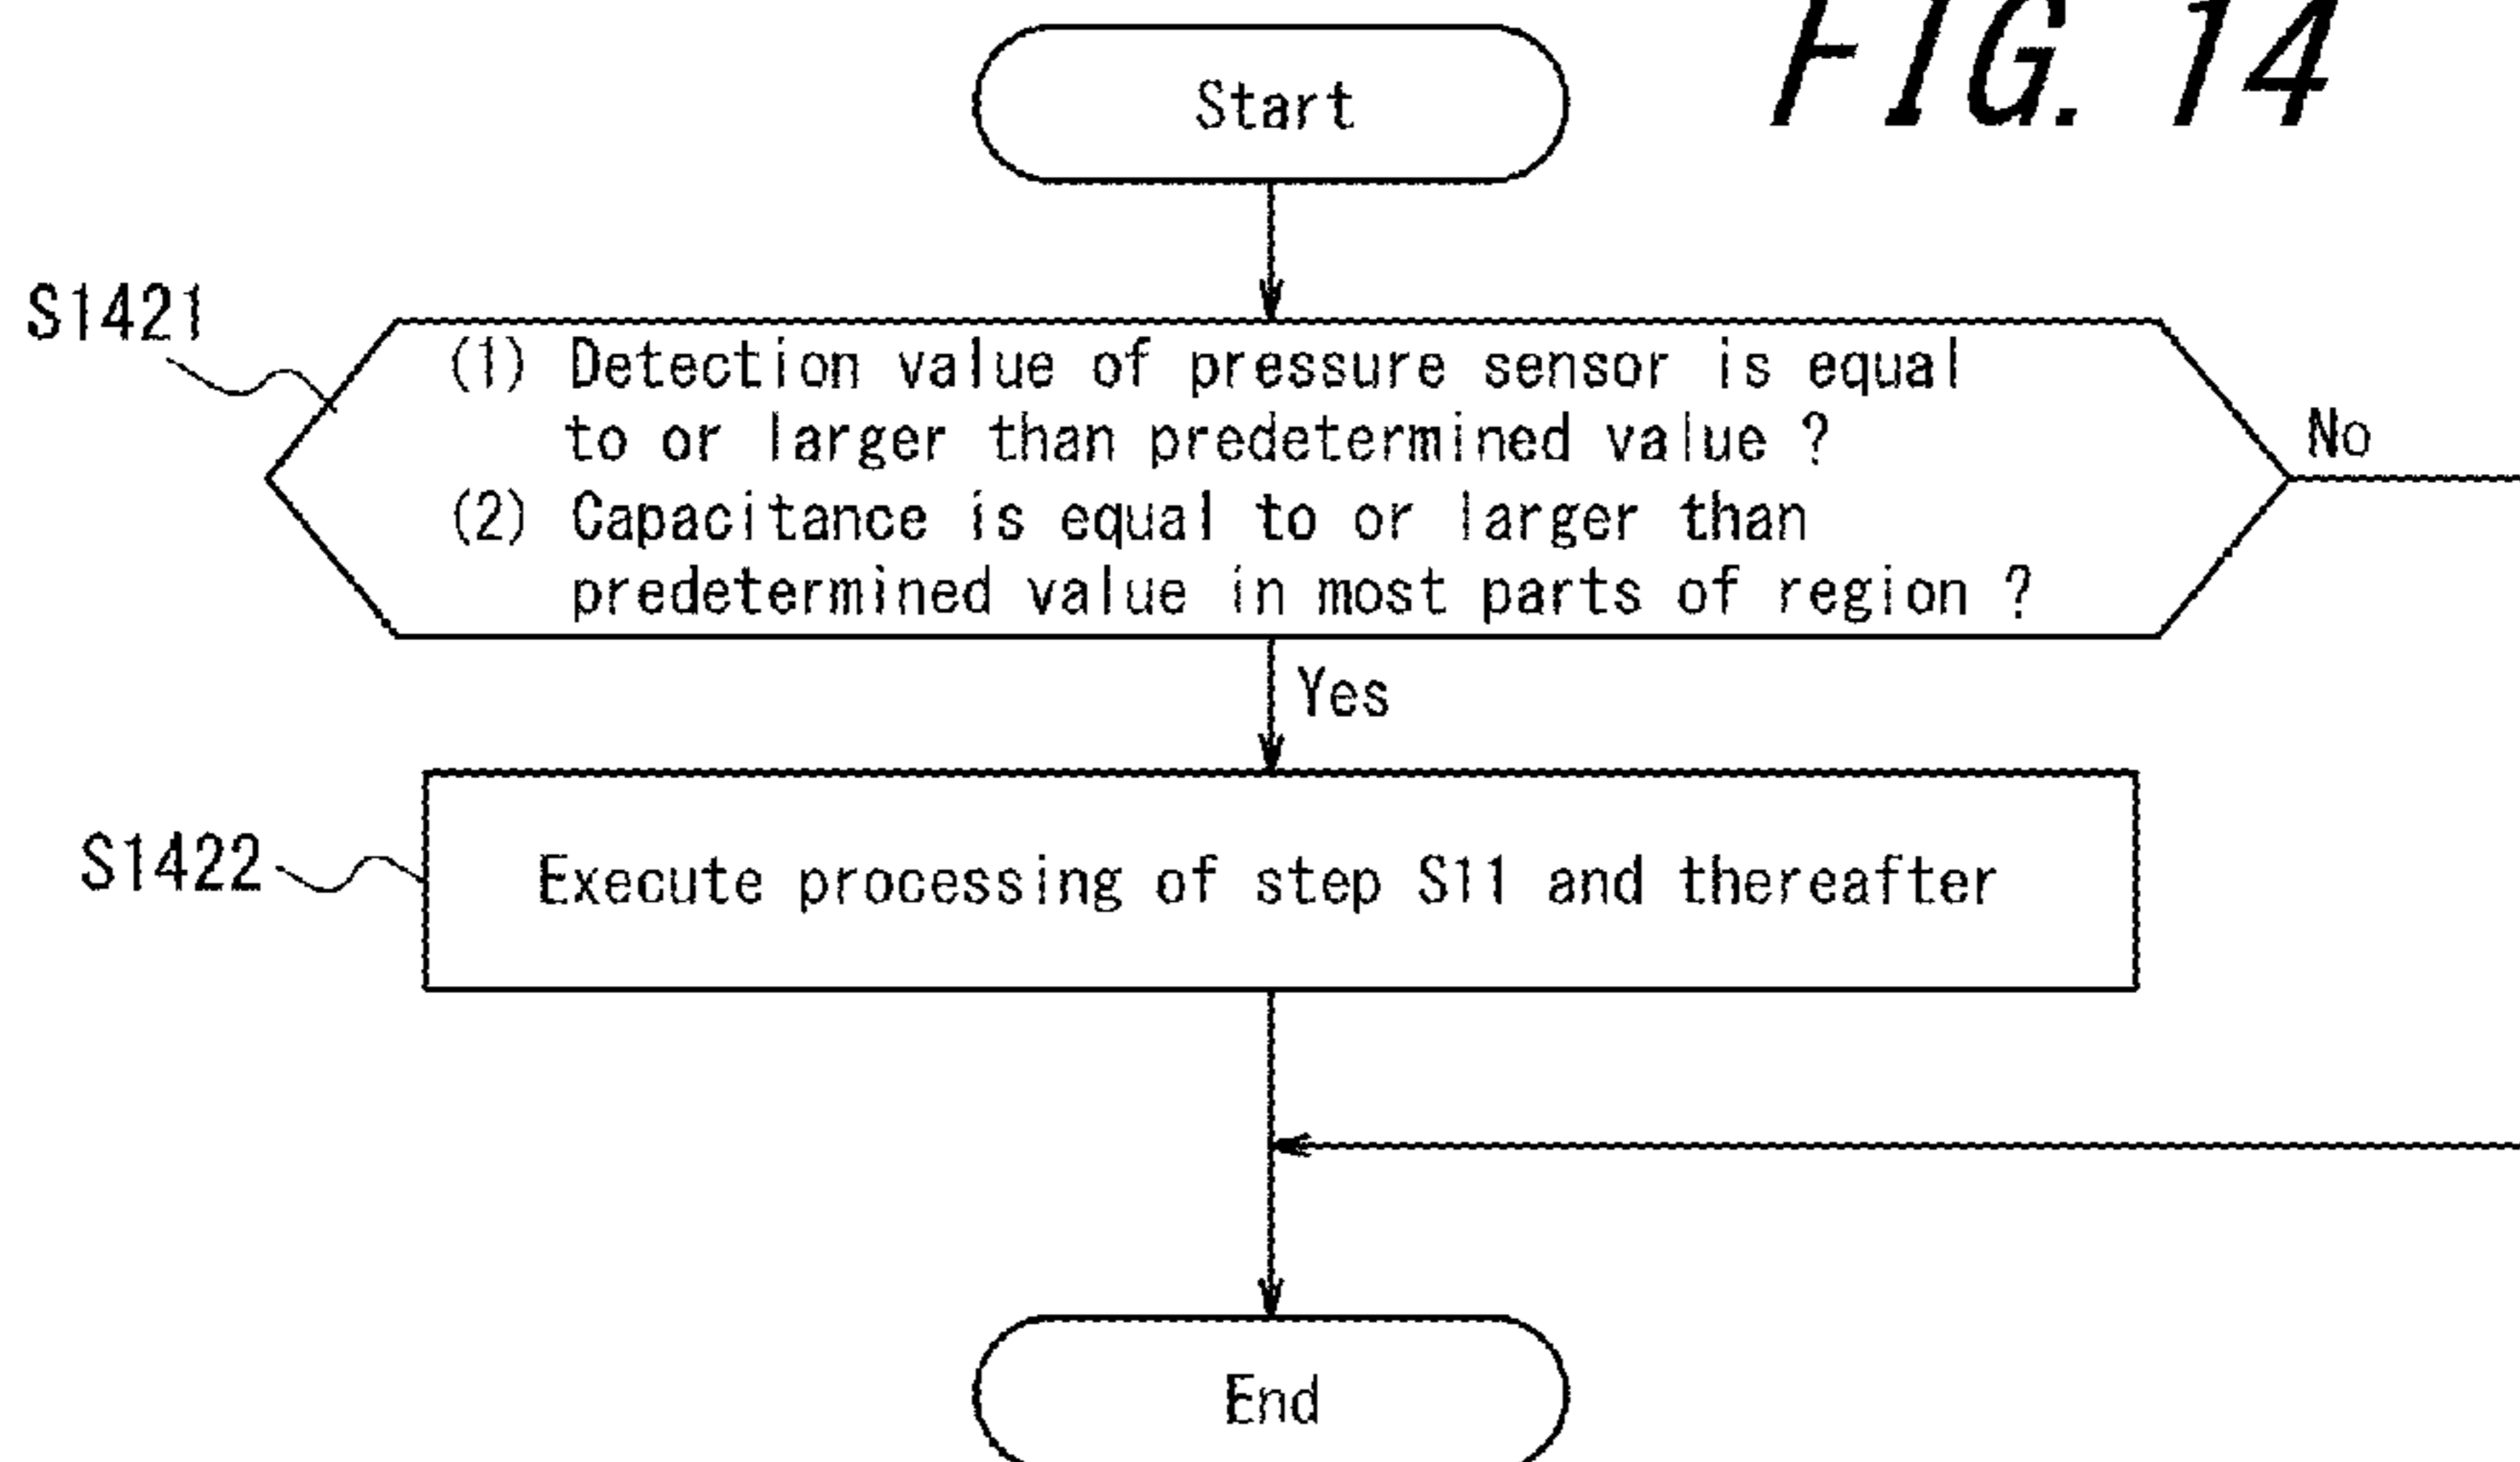 FIG. 14
Start
S1421
(1) Detection value of pressure sensor is equal
to or larger than predetermined value ?
(2) Capacitance is equal to or larger than
predetermined value in most parts of region ?
No
Yes
S1422
Execute processing of step S11 and thereafter
End